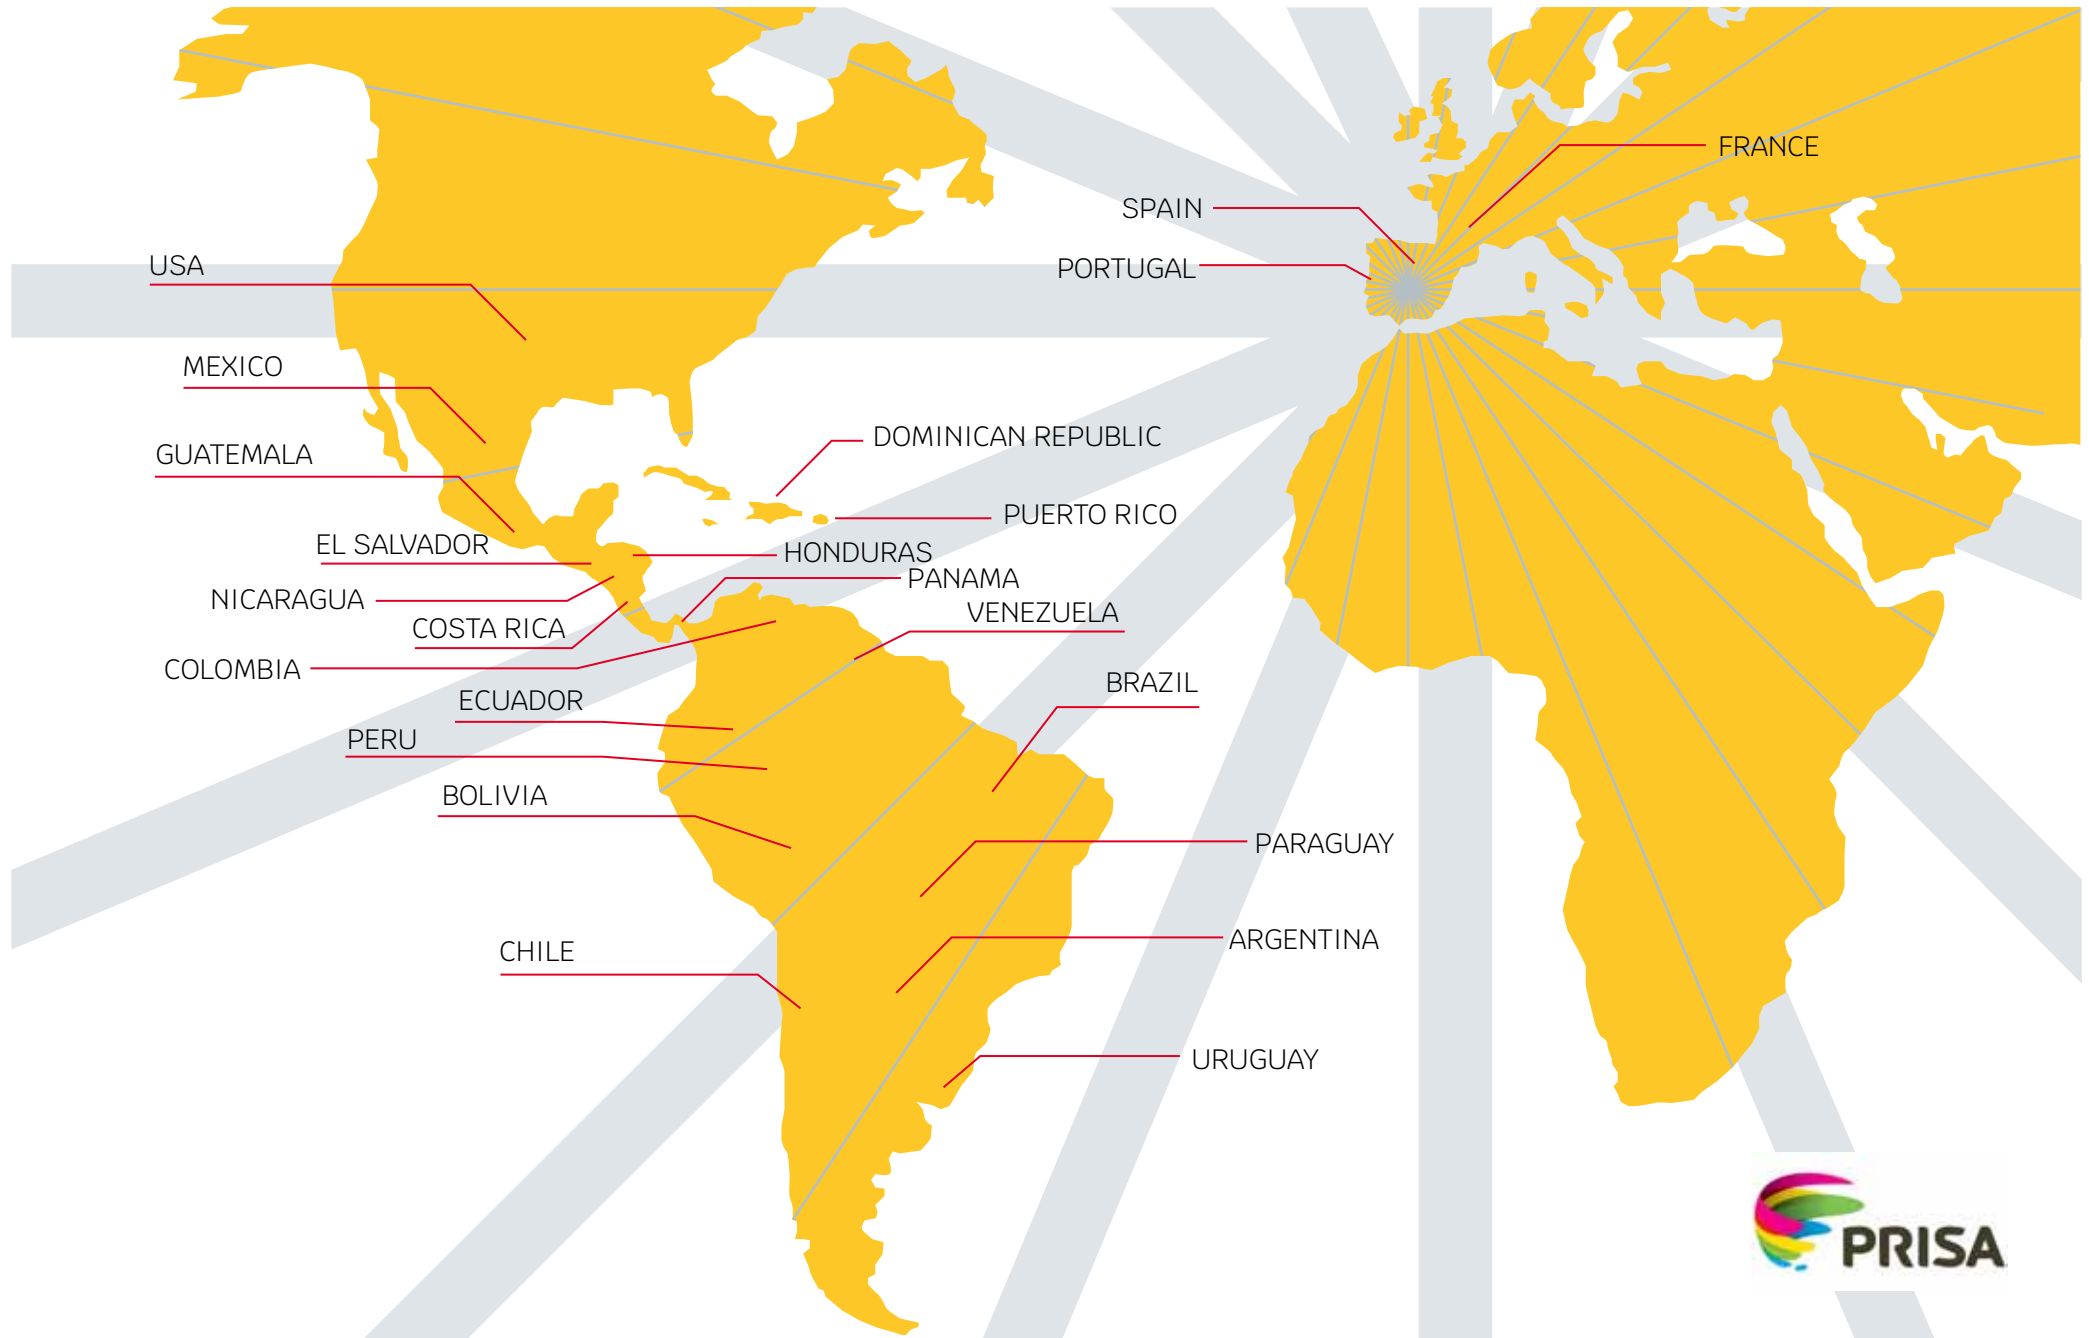 FRANCE
SPAIN
PORTUGAL
USA
MEXICO
DOMINICAN REPUBLIC
GUATEMALA
PUERTO RICO
EL SALVADOR
HONDURAS
PANAMA
NICARAGUA
VENEZUELA
COSTA RICA
COLOMBIA
BRAZIL
ECUADOR
PERU
BOLIVIA
PARAGUAY
ARGENTINA
CHILE
URUGUAY
PRISA